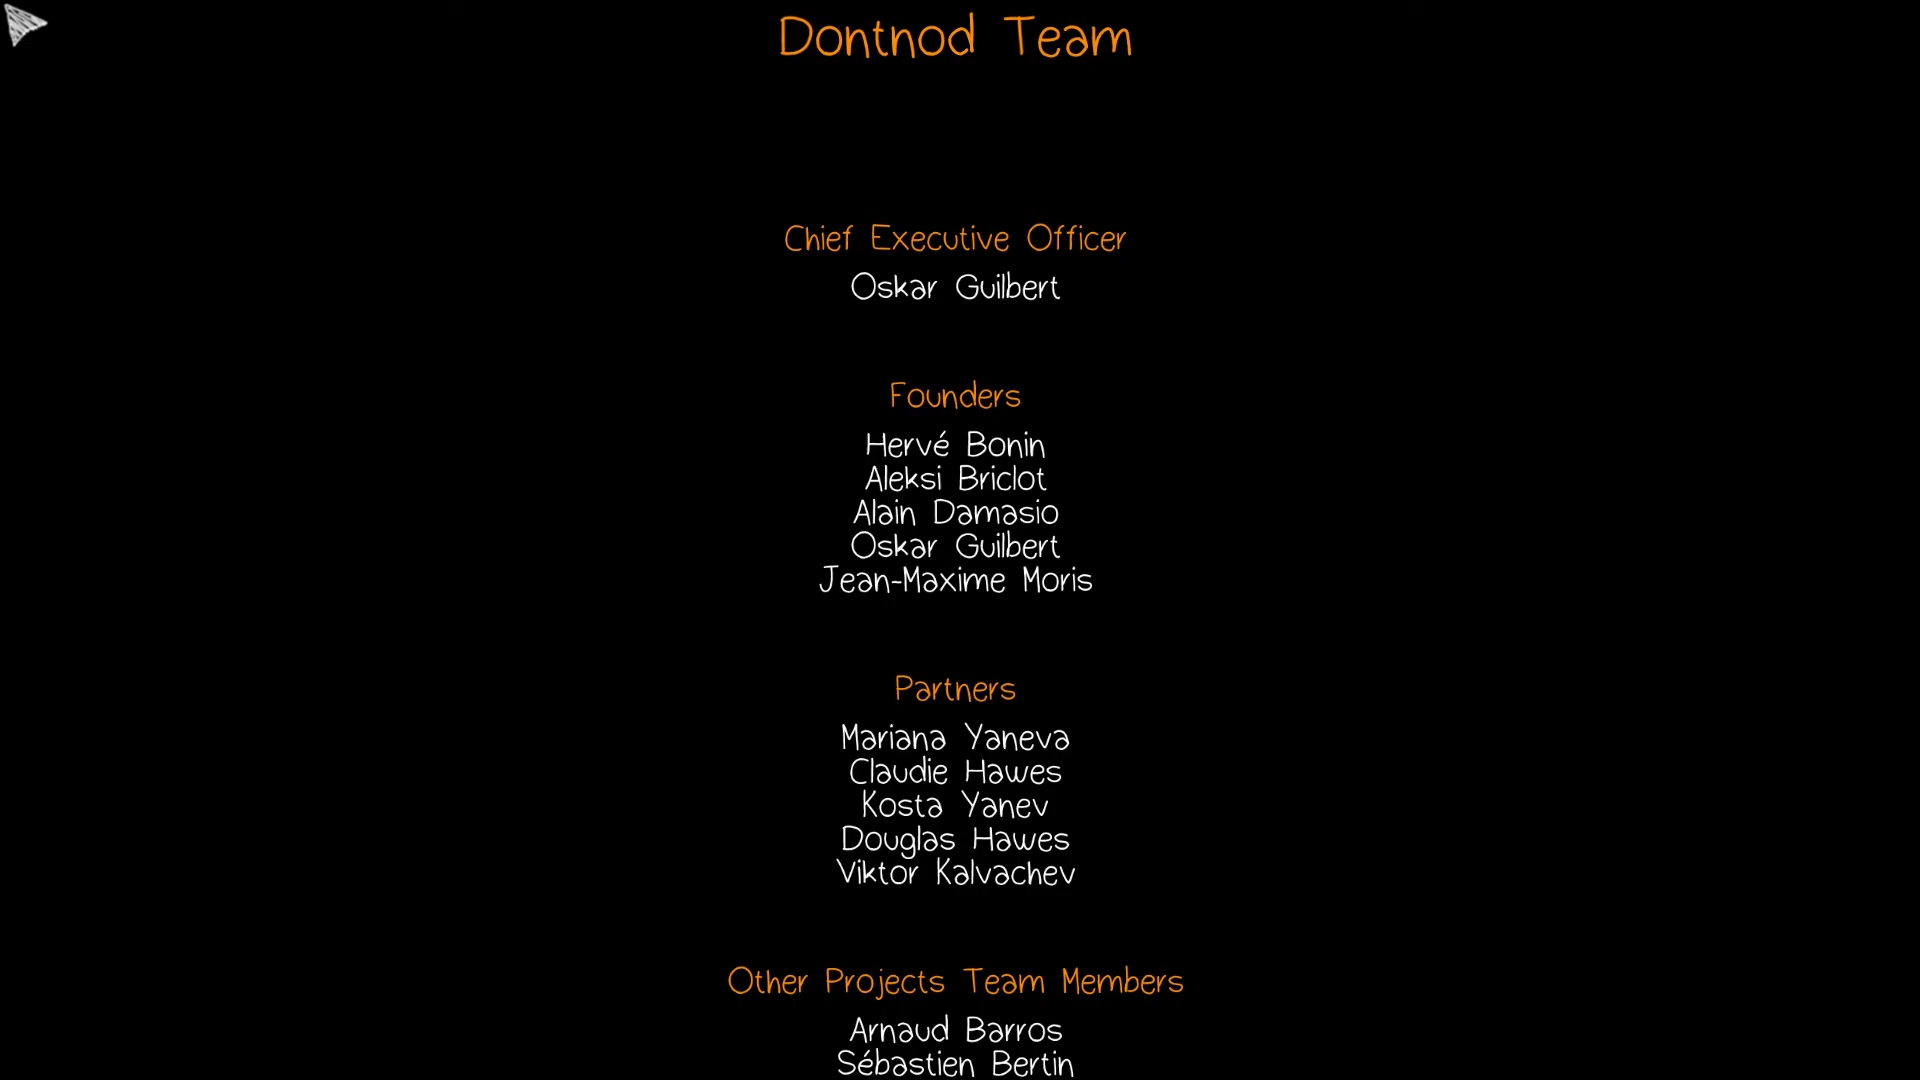 Dontnod Team
Chief Executive Officer
Oskar Guilbert
Founders
Hervé Bonin
Aleksi Briclot
Alain Damasio
Oskar Guilbert
Jean-Maxime Moris
Partners
Mariana Yaneva
Claudie Hawes
Kosta Yanev
Douglas Hawes
Viktor Kalvachev
Other Projects Team Members
Arnaud Barros
Sébastien Bertin